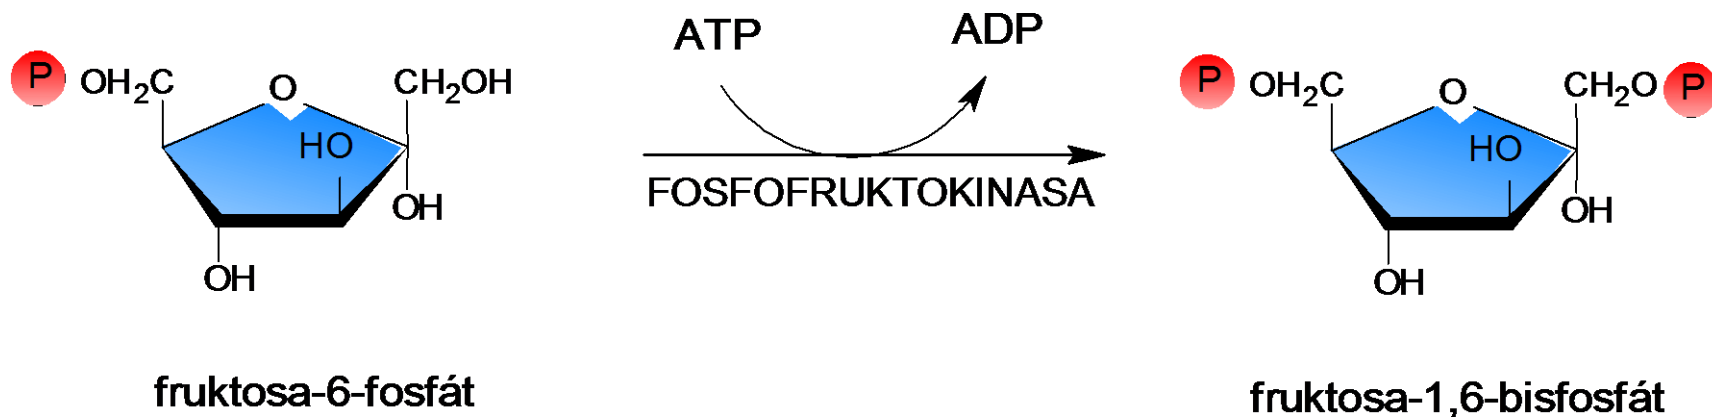 ATP ADP
P OH₂C O CH₂OH
HO
OH
OH
FOSFOFRUKTOKINASA
P OH₂C O CH₂O P
HO
OH
OH
fruktosa-6-fosfát
fruktosa-1,6-bisfosfát